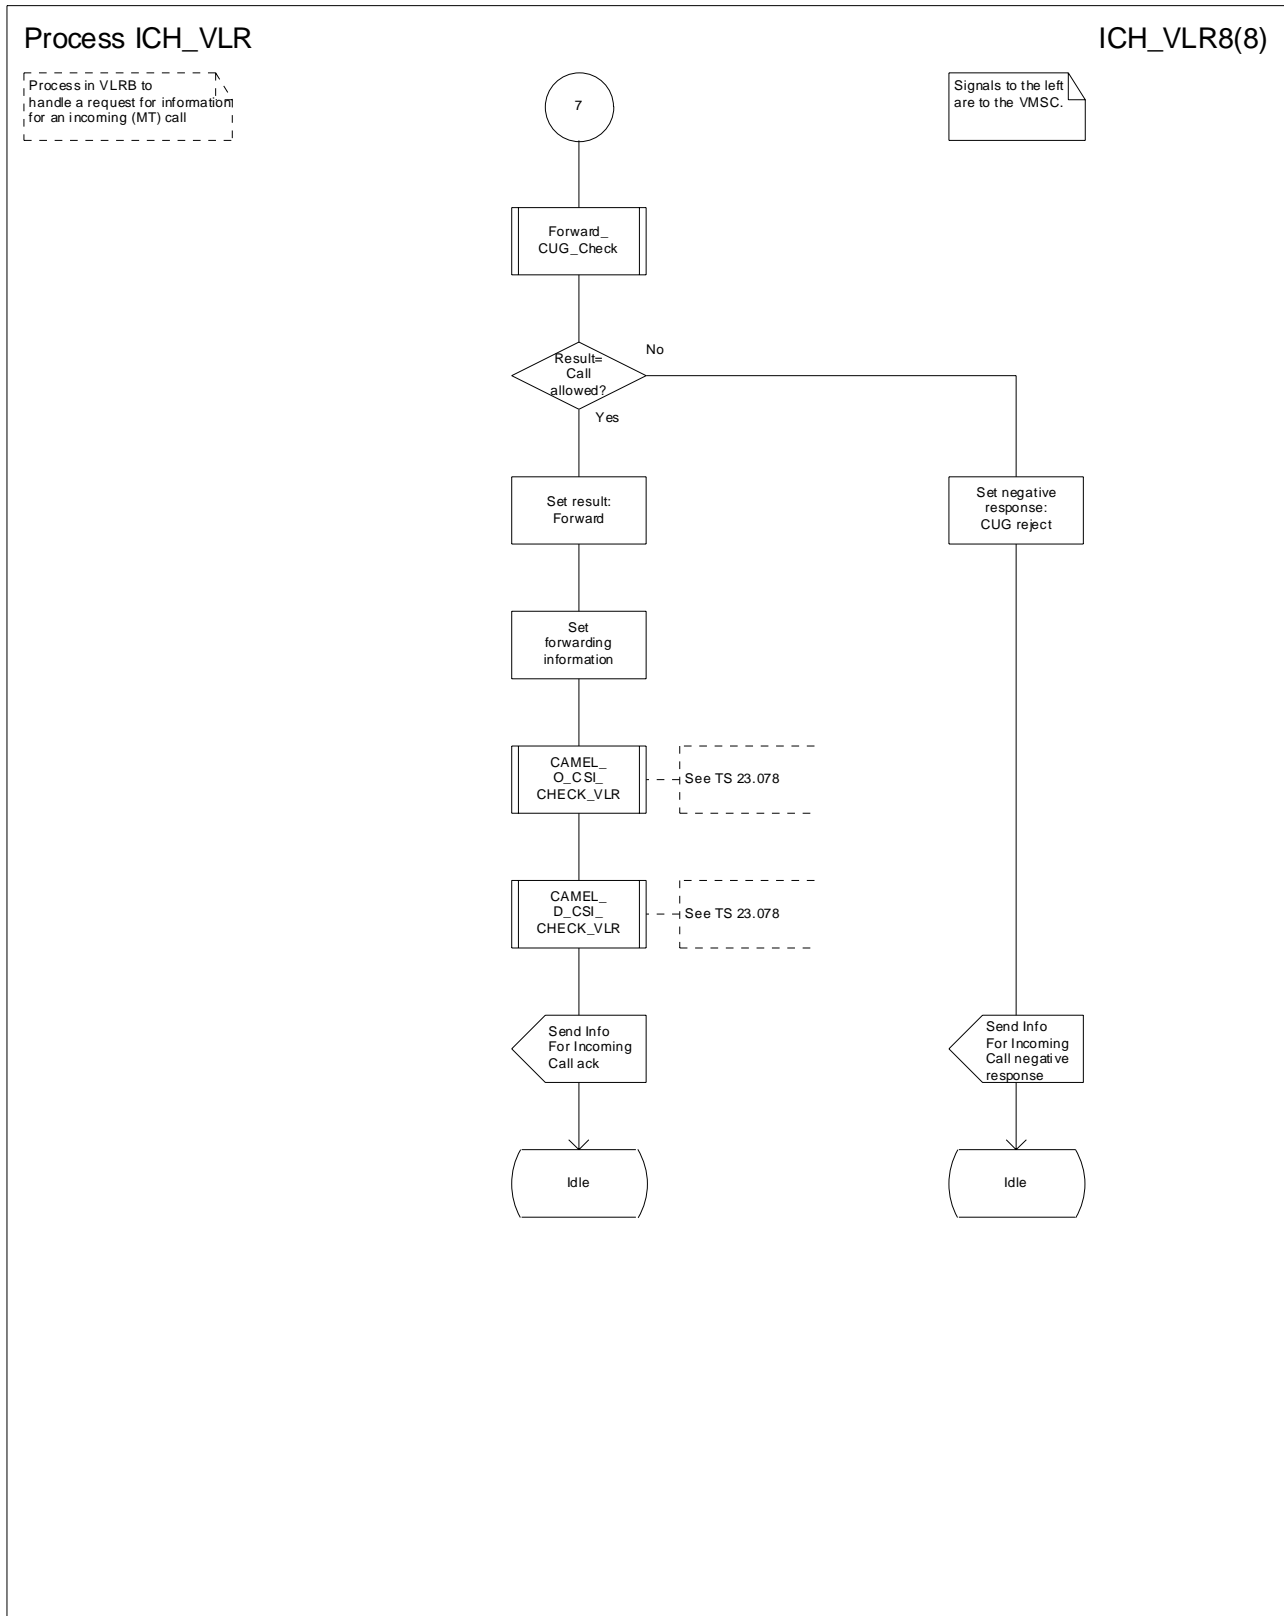 Process ICH_VLR
ICH_VLR8(8)
Process in VLRB to
handle a request for information
for an incoming (MT) call
7
Signals to the left
are to the VMSC.
Forward_
CUG_Check
Result=
Call
allowed?
No
Yes
Set result:
Forward
Set negative
response:
CUG reject
Set
forwarding
information
CAMEL_
O_CSI_
CHECK_VLR
See TS 23.078
CAMEL_
D_CSI_
CHECK_VLR
See TS 23.078
Send Info
For Incoming
Call ack
Send Info
For Incoming
Call negative
response
Idle
Idle